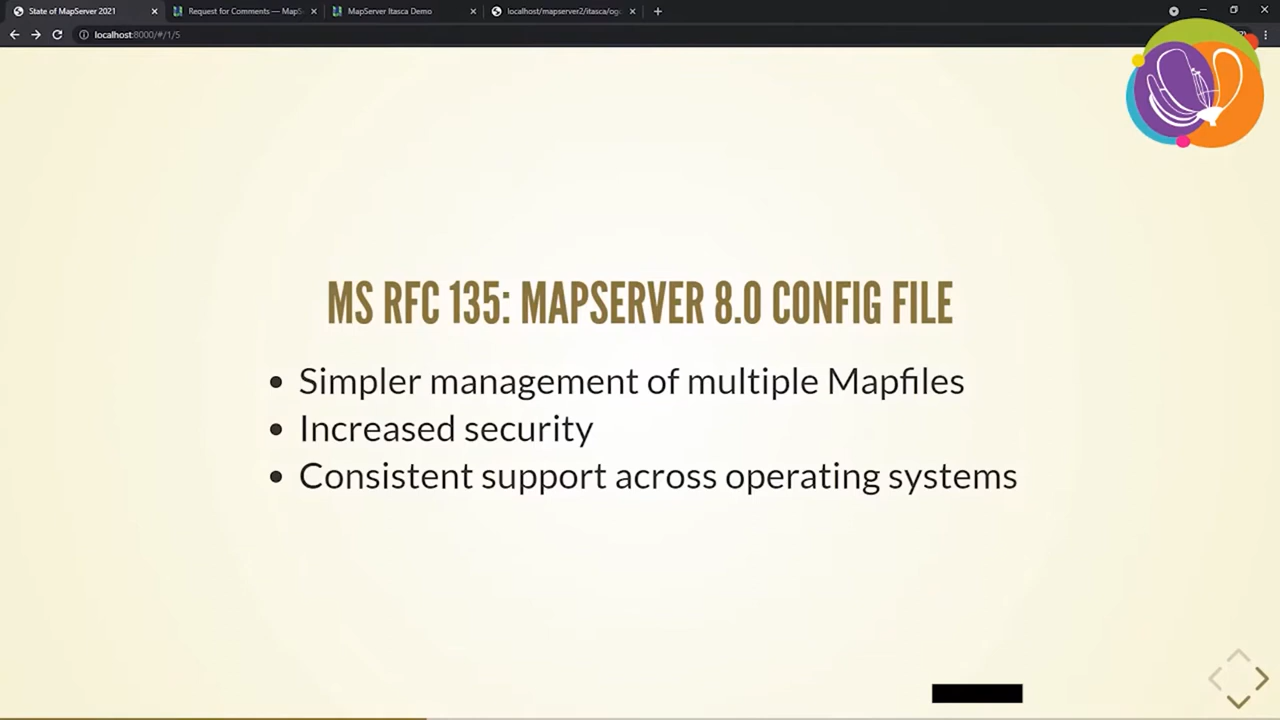 State of MapServer 2021
Request for Comments — MapS
MapServer Itasca Demo
localhost/mapserver2/itasca/og
localhost:8000/#/1/5
MS RFC 135: MAPSERVER 8.0 CONFIG FILE
• Simpler management of multiple Mapfiles
• Increased security
• Consistent support across operating systems